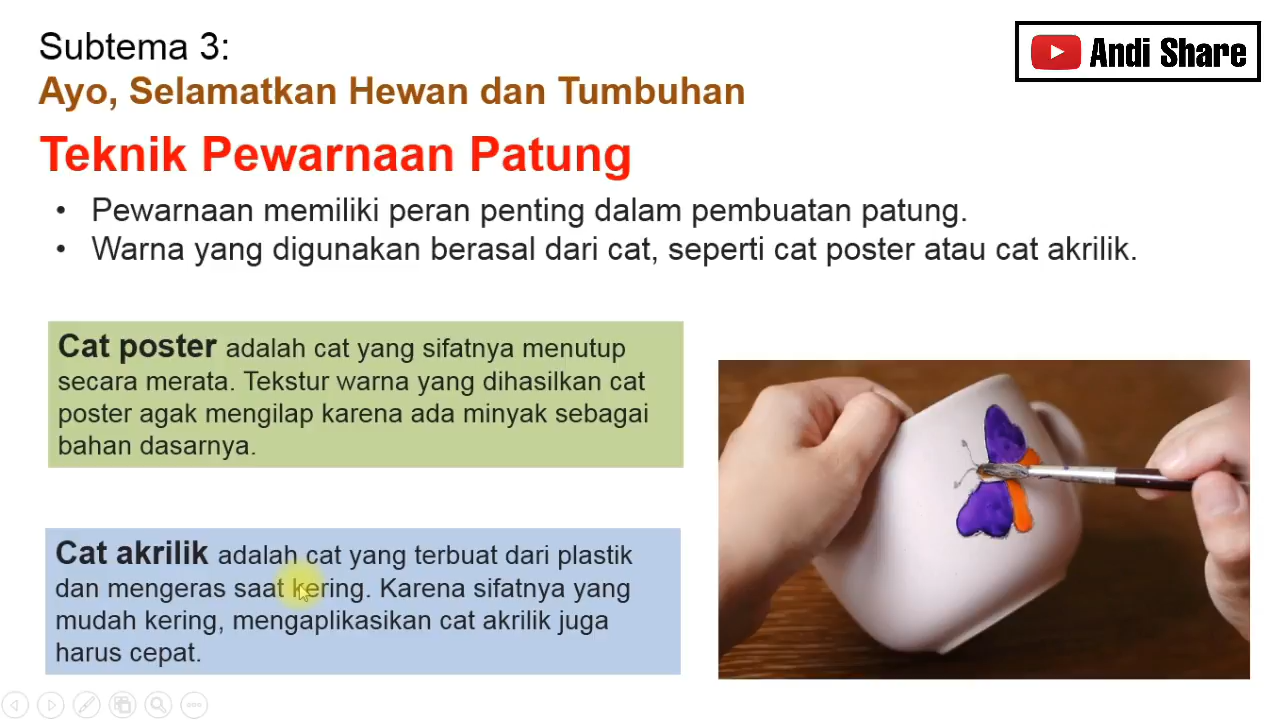 Subtema 3:
Ayo, Selamatkan Hewan dan Tumbuhan
Andi Share
Teknik Pewarnaan Patung
• Pewarnaan memiliki peran penting dalam pembuatan patung.
• Warna yang digunakan berasal dari cat, seperti cat poster atau cat akrilik.
Cat poster adalah cat yang sifatnya menutup
secara merata. Tekstur warna yang dihasilkan cat
poster agak mengilap karena ada minyak sebagai
bahan dasarnya.
Cat akrilik adalah cat yang terbuat dari plastik
dan mengeras saat kering. Karena sifatnya yang
mudah kering, mengaplikasikan cat akrilik juga
harus cepat.